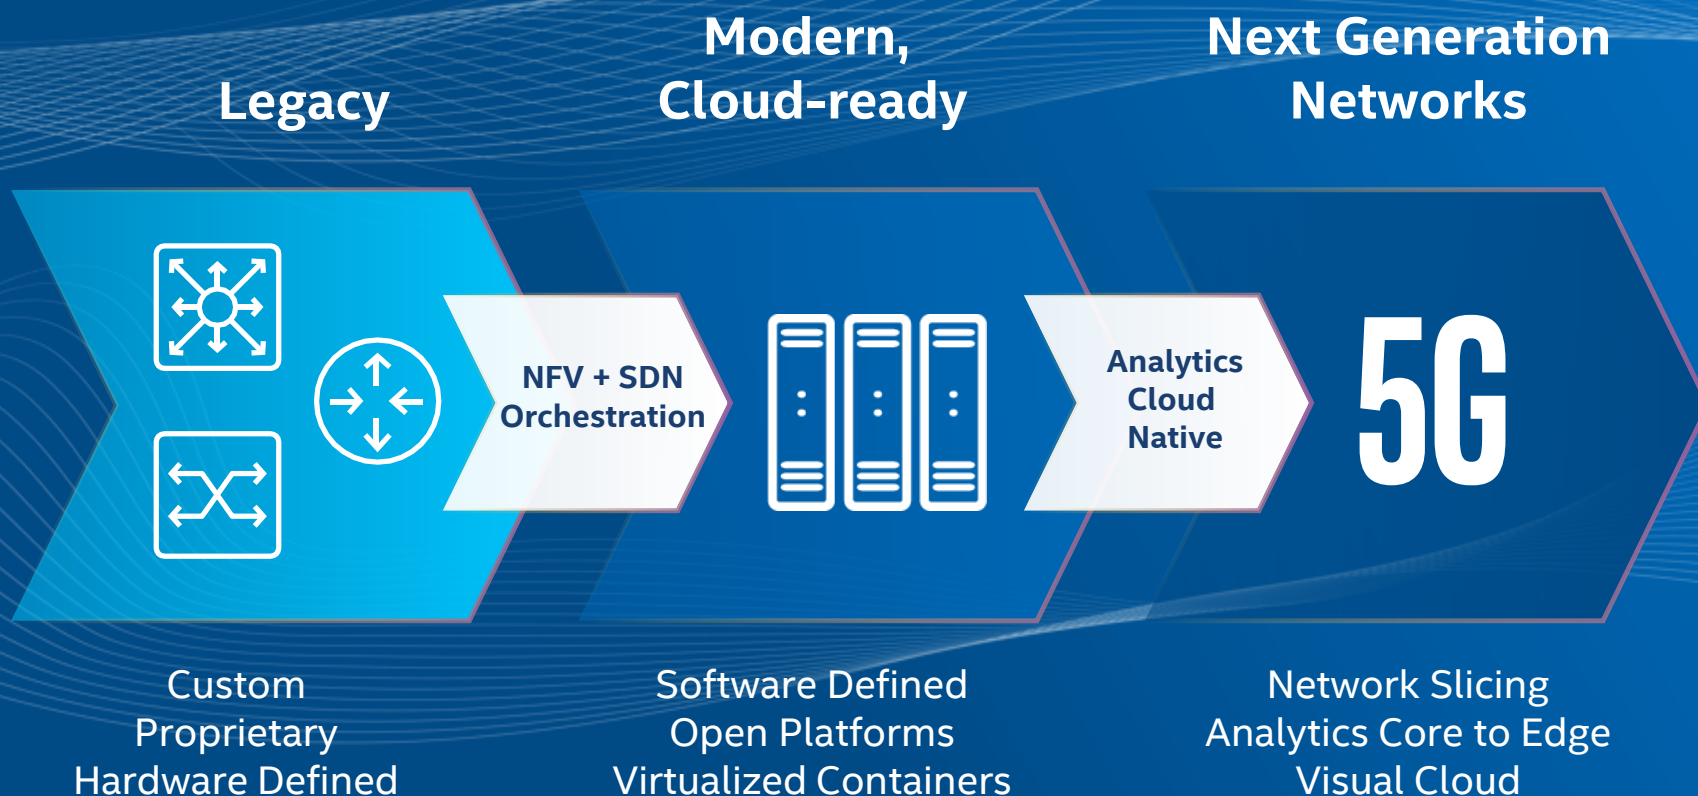 Legacy
Modern,
Cloud-ready
Next Generation
Networks
NFV + SDN
Orchestration
Analytics
Cloud
Native
5G
Custom
Proprietary
Hardware Defined
Software Defined
Open Platforms
Virtualized Containers
Network Slicing
Analytics Core to Edge
Visual Cloud